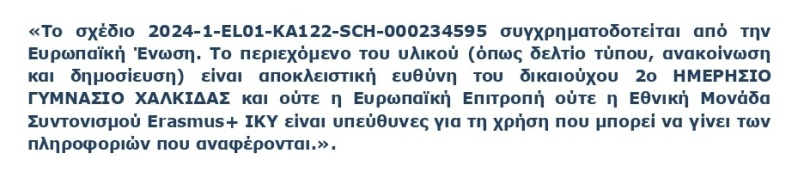 «Το σχέδιο 2024-1-EL01-KA122-SCH-000234595 συγχρηματοδοτείται από την
Ευρωπαϊκή Ένωση. Το περιεχόμενο του υλικού (όπως δελτίο τύπου, ανακοίνωση
και δημοσίευση) είναι αποκλειστική ευθύνη του δικαιούχου 2ο ΗΜΕΡΗΣΙΟ
ΓΥΜΝΑΣΙΟ ΧΑΛΚΙΔΑΣ και ούτε η Ευρωπαϊκή Επιτροπή ούτε η Εθνική Μονάδα
Συντονισμού Erasmus+ ΙΚΥ είναι υπεύθυνες για τη χρήση που μπορεί να γίνει των
πληροφοριών που αναφέρονται.».